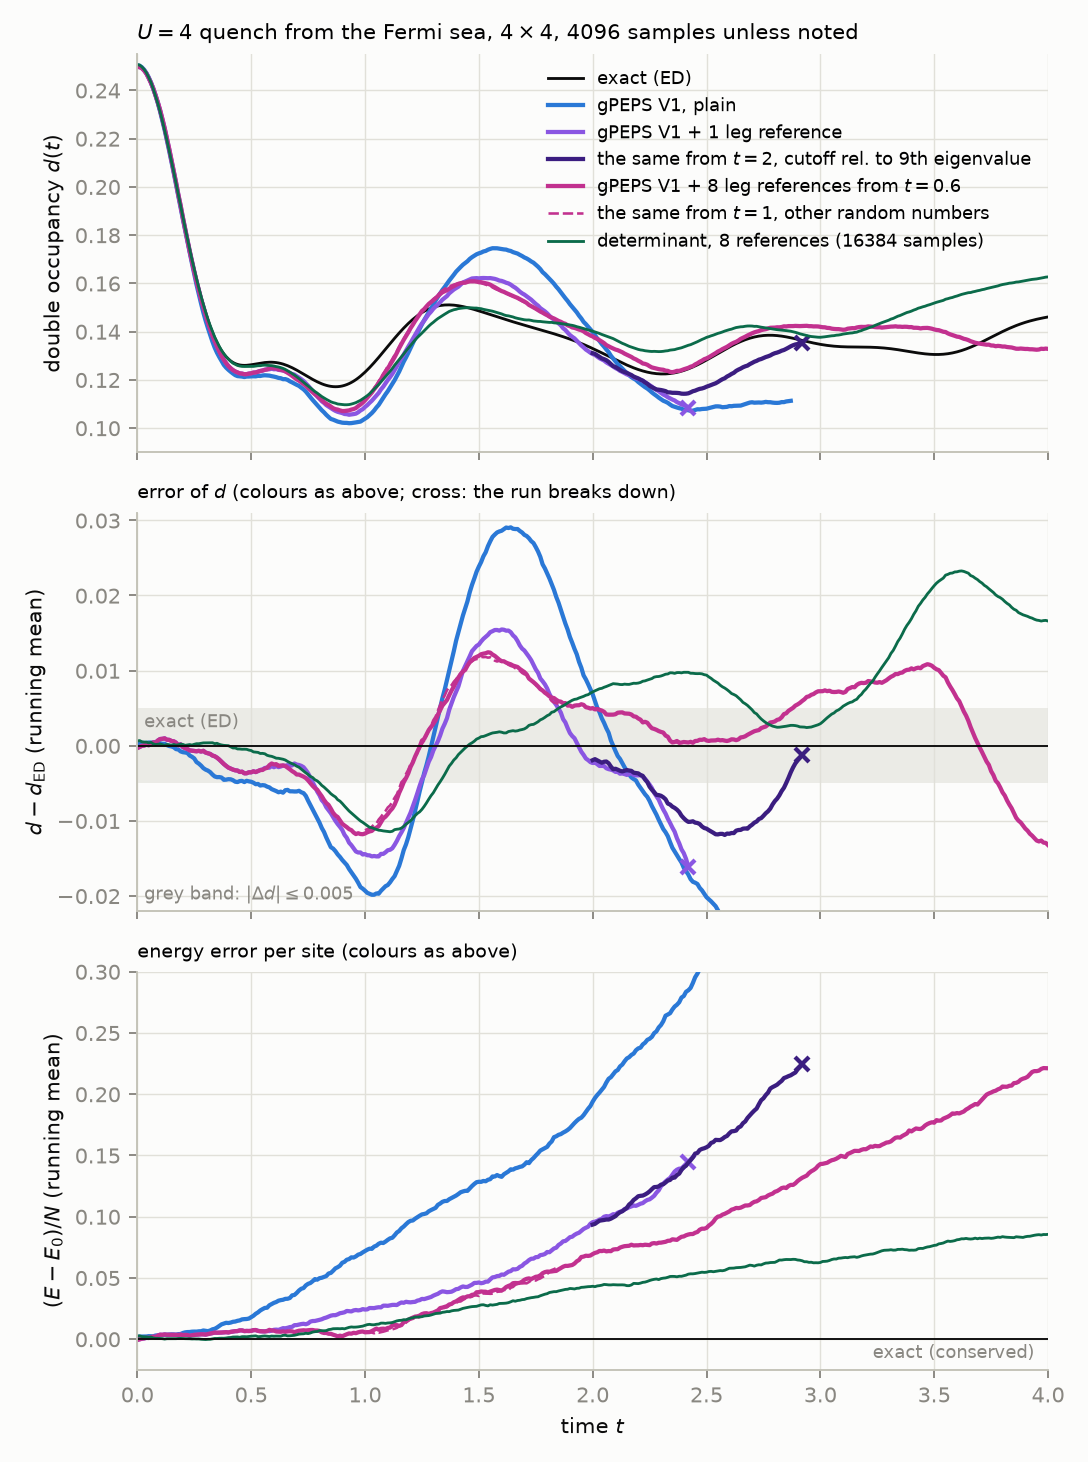 U = 4 quench from the Fermi sea, 4 × 4, 4096 samples unless noted
exact (ED)
gPEPS V1, plain
gPEPS V1 + 1 leg reference
the same from t = 2, cutoff rel. to 9th eigenvalue
gPEPS V1 + 8 leg references from t = 0.6
the same from t = 1, other random numbers
determinant, 8 references (16384 samples)
double occupancy d(t)
0.24
0.22
0.20
0.18
0.16
0.14
0.12
0.10
error of d (colours as above; cross: the run breaks down)
d − d_ED (running mean)
0.03
0.02
0.01
0.00
−0.01
−0.02
exact (ED)
grey band: |Δd| ≤ 0.005
energy error per site (colours as above)
(E − E₀)/N (running mean)
0.30
0.25
0.20
0.15
0.10
0.05
0.00
exact (conserved)
0.0 0.5 1.0 1.5 2.0 2.5 3.0 3.5 4.0
time t